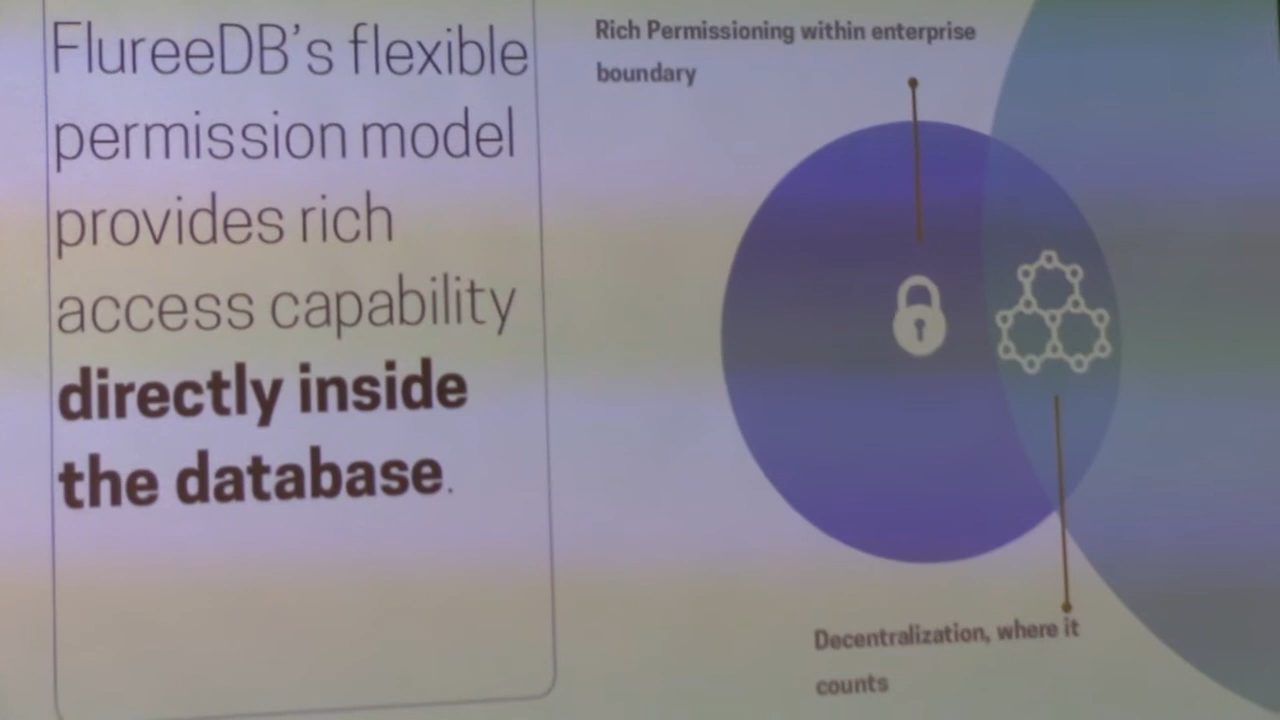 FlureeDB's flexible
permission model
provides rich
access capability
directly inside
the database.
Rich Permissioning within enterprise
boundary
Decentralization, where it
counts